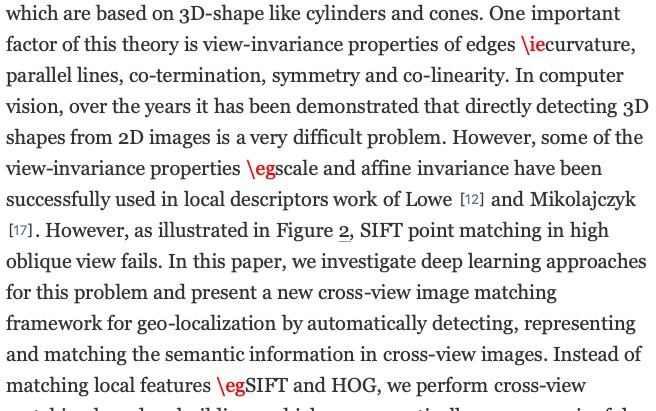 which are based on 3D-shape like cylinders and cones. One important
factor of this theory is view-invariance properties of edges \iecurvature,
parallel lines, co-termination, symmetry and co-linearity. In computer
vision, over the years it has been demonstrated that directly detecting 3D
shapes from 2D images is a very difficult problem. However, some of the
view-invariance properties \egscale and affine invariance have been
successfully used in local descriptors work of Lowe [12] and Mikolajczyk
[17]. However, as illustrated in Figure 2, SIFT point matching in high
oblique view fails. In this paper, we investigate deep learning approaches
for this problem and present a new cross-view image matching
framework for geo-localization by automatically detecting, representing
and matching the semantic information in cross-view images. Instead of
matching local features \egSIFT and HOG, we perform cross-view